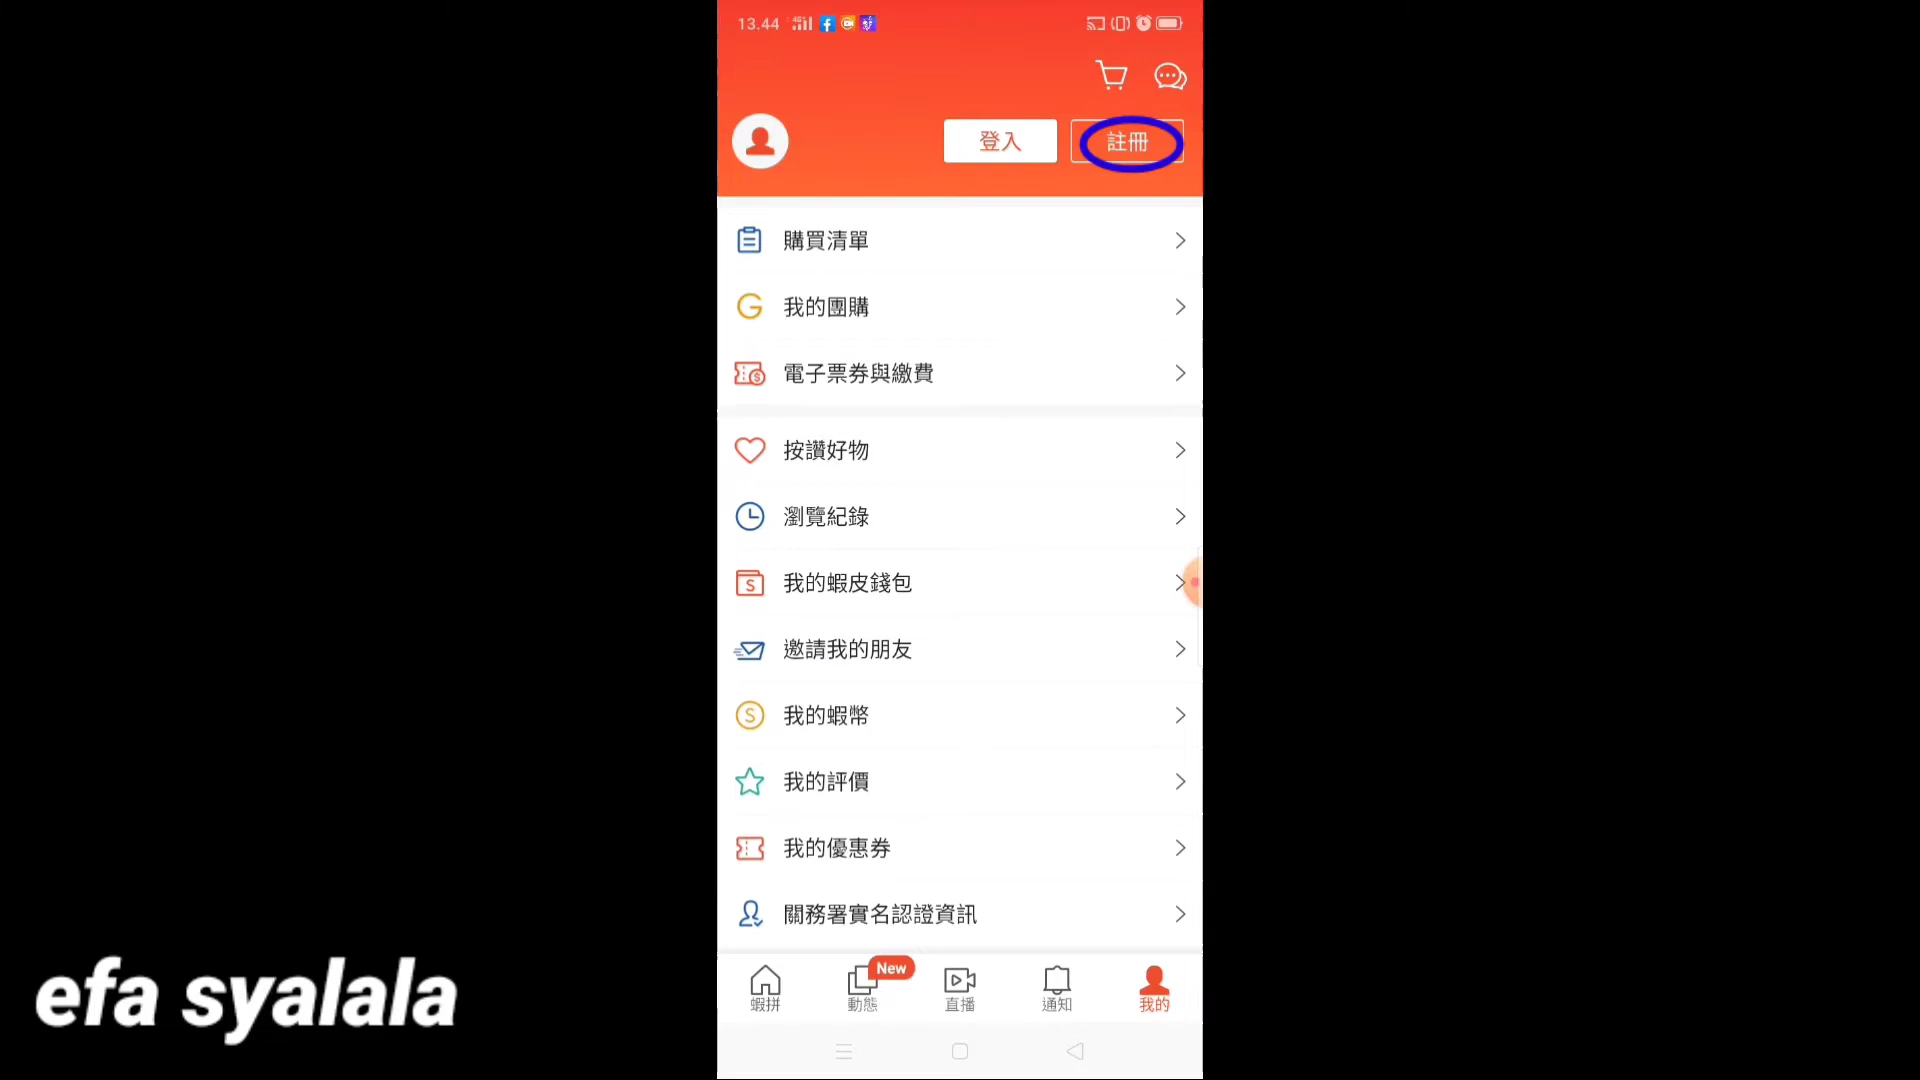 13.44
登入
註冊
購買清單
我的團購
電子票券與繳費
按讚好物
瀏覽紀錄
我的蝦皮錢包
邀請我的朋友
我的蝦幣
我的評價
我的優惠券
關務署實名認證資訊
New
蝦拼
動態
直播
通知
我的
efa syalala